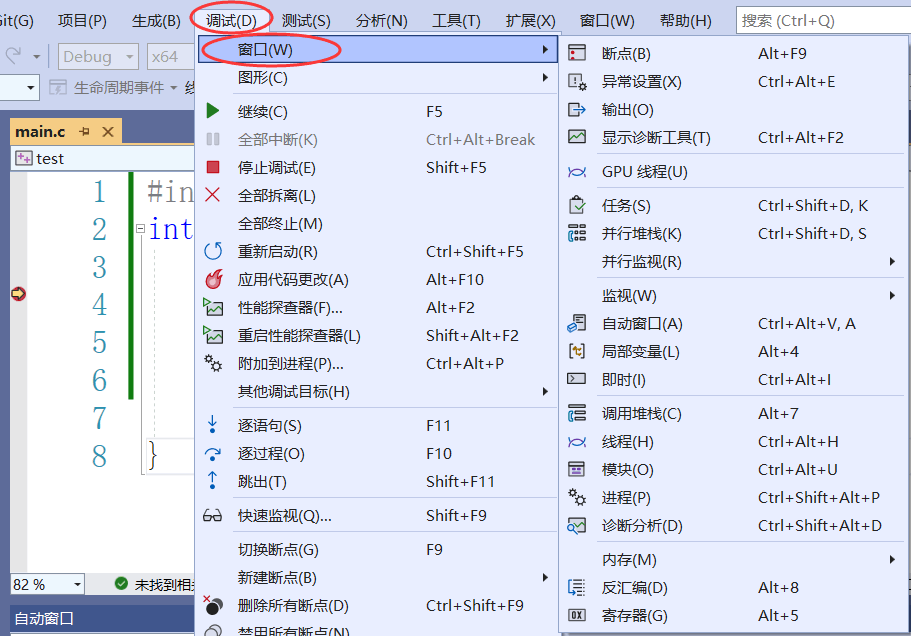 Git(G) 项目(P) 生成(B) 调试(D) 测试(S) 分析(N) 工具(T) 扩展(X) 窗口(W) 帮助(H) 搜索 (Ctrl+Q)
Debug x64
生命周期事件
main.c
test
1 #in
2 int
3
4
5
6
7
8 }
82 %
未找到相
自动窗口
窗口(W)
图形(C)
继续(C) F5
全部中断(K) Ctrl+Alt+Break
停止调试(E) Shift+F5
全部拆离(L)
全部终止(M)
重新启动(R) Ctrl+Shift+F5
应用代码更改(A) Alt+F10
性能探查器(F)... Alt+F2
重启性能探查器(L) Shift+Alt+F2
附加到进程(P)... Ctrl+Alt+P
其他调试目标(H)
逐语句(S) F11
逐过程(O) F10
跳出(T) Shift+F11
快速监视(Q)... Shift+F9
切换断点(G) F9
新建断点(B)
删除所有断点(D) Ctrl+Shift+F9
禁用所有断点(N)
断点(B) Alt+F9
异常设置(X) Ctrl+Alt+E
输出(O)
显示诊断工具(T) Ctrl+Alt+F2
GPU 线程(U)
任务(S) Ctrl+Shift+D, K
并行堆栈(K) Ctrl+Shift+D, S
并行监视(R)
监视(W)
自动窗口(A) Ctrl+Alt+V, A
局部变量(L) Alt+4
即时(I) Ctrl+Alt+I
调用堆栈(C) Alt+7
线程(H) Ctrl+Alt+H
模块(O) Ctrl+Alt+U
进程(P) Ctrl+Shift+Alt+P
诊断分析(D) Ctrl+Shift+Alt+D
内存(M)
反汇编(D) Alt+8
寄存器(G) Alt+5